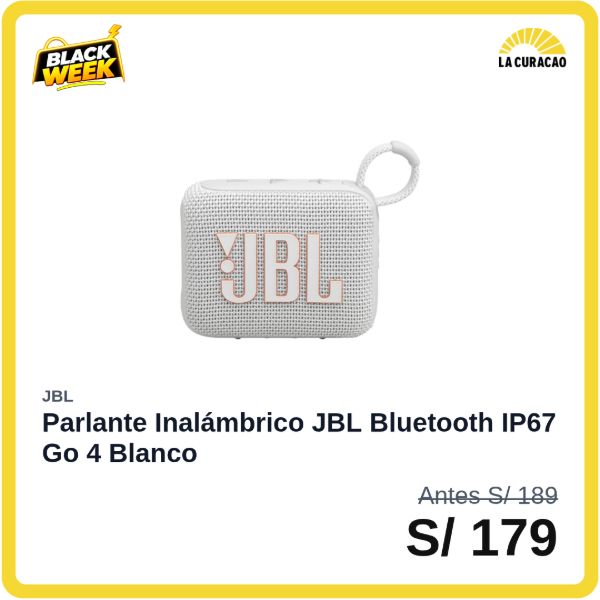 BLACK
WEEK
LA CURACAO
JBL
JBL
Parlante Inalámbrico JBL Bluetooth IP67
Go 4 Blanco
Antes S/ 189
S/ 179